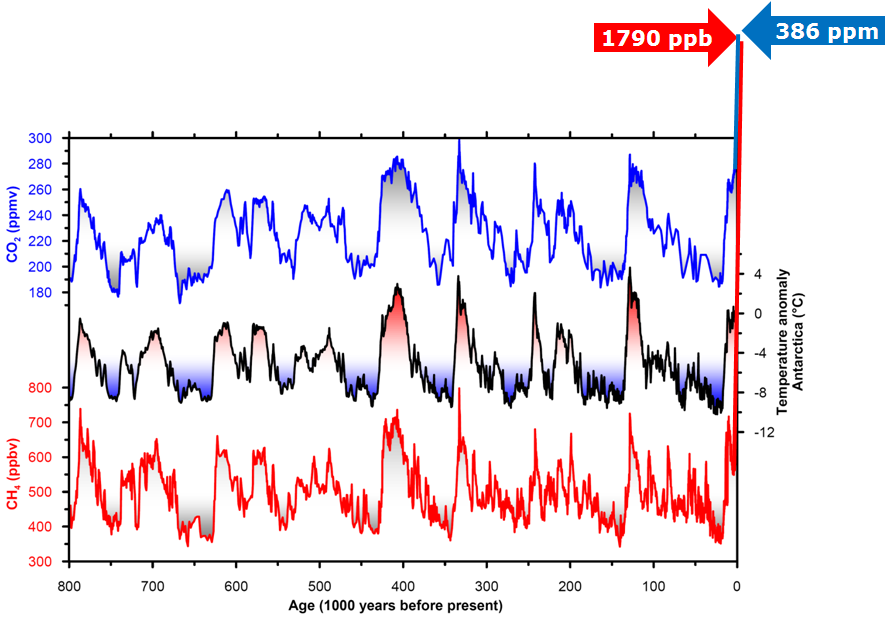 1790 ppb
386 ppm
300
280
260
240
220
200
180
CO2 (ppmv)
4
0
-4
-8
-12
Temperature anomaly
Antarctica (°C)
800
700
600
500
400
300
CH4 (ppbv)
800 700 600 500 400 300 200 100 0
Age (1000 years before present)